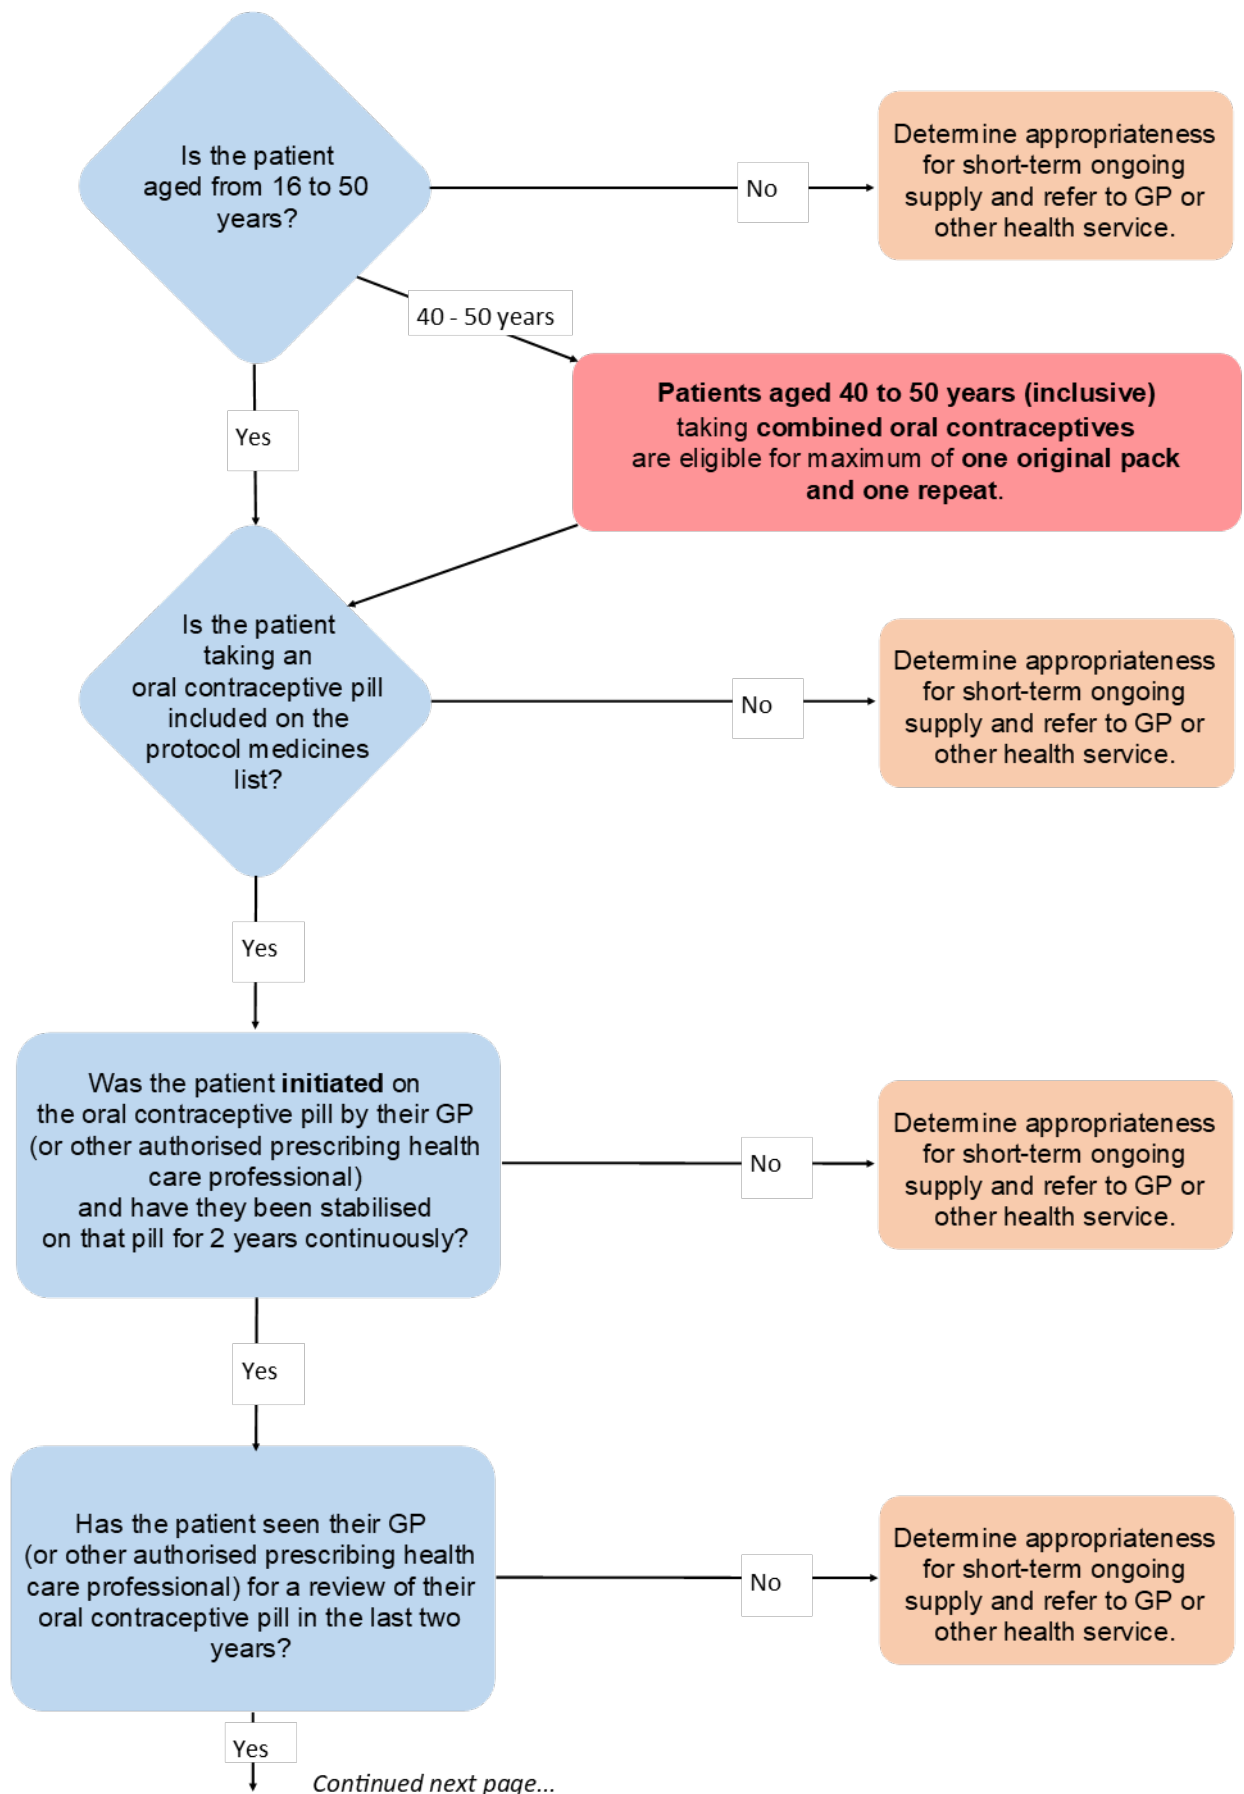 Is the patient
aged from 16 to 50
years?
No
Determine appropriateness
for short-term ongoing
supply and refer to GP or
other health service.
40 - 50 years
Patients aged 40 to 50 years (inclusive)
taking combined oral contraceptives
are eligible for maximum of one original pack
and one repeat.
Yes
Is the patient
taking an
oral contraceptive pill
included on the
protocol medicines
list?
No
Determine appropriateness
for short-term ongoing
supply and refer to GP or
other health service.
Yes
Was the patient initiated on
the oral contraceptive pill by their GP
(or other authorised prescribing health
care professional)
and have they been stabilised
on that pill for 2 years continuously?
No
Determine appropriateness
for short-term ongoing
supply and refer to GP or
other health service.
Yes
Has the patient seen their GP
(or other authorised prescribing health
care professional) for a review of their
oral contraceptive pill in the last two
years?
No
Determine appropriateness
for short-term ongoing
supply and refer to GP or
other health service.
Yes
Continued next page...